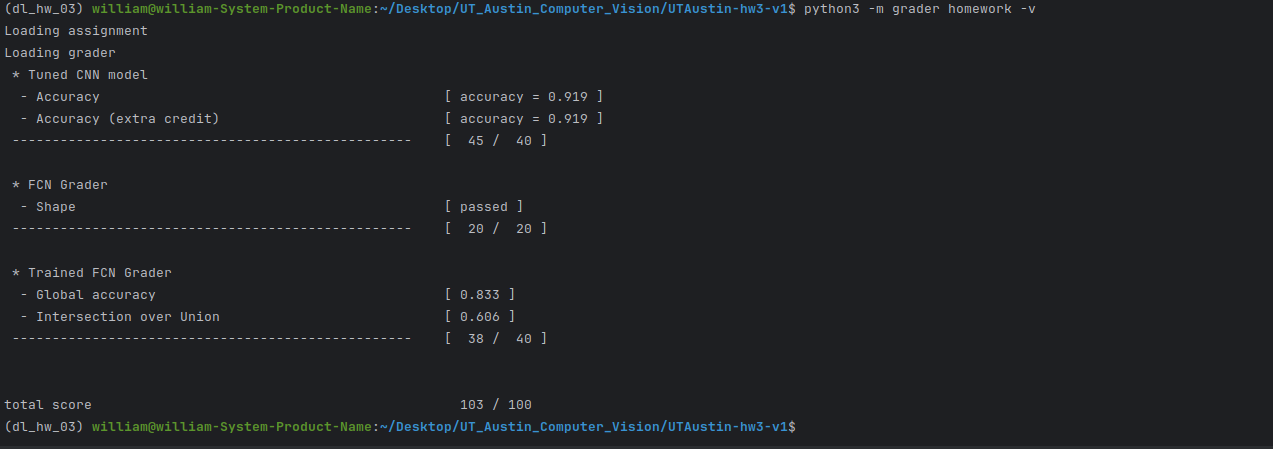 (dl_hw_03) william@william-System-Product-Name:~/Desktop/UT_Austin_Computer_Vision/UTAustin-hw3-v1$ python3 -m grader homework -v
Loading assignment
Loading grader
 * Tuned CNN model
  - Accuracy                                           [ accuracy = 0.919 ]
  - Accuracy (extra credit)                            [ accuracy = 0.919 ]
 --------------------------------------------------    [  45 /  40 ]
 * FCN Grader
  - Shape                                              [ passed ]
 --------------------------------------------------    [  20 /  20 ]
 * Trained FCN Grader
  - Global accuracy                                    [ 0.833 ]
  - Intersection over Union                            [ 0.606 ]
 --------------------------------------------------    [  38 /  40 ]
total score                                              103 / 100
(dl_hw_03) william@william-System-Product-Name:~/Desktop/UT_Austin_Computer_Vision/UTAustin-hw3-v1$